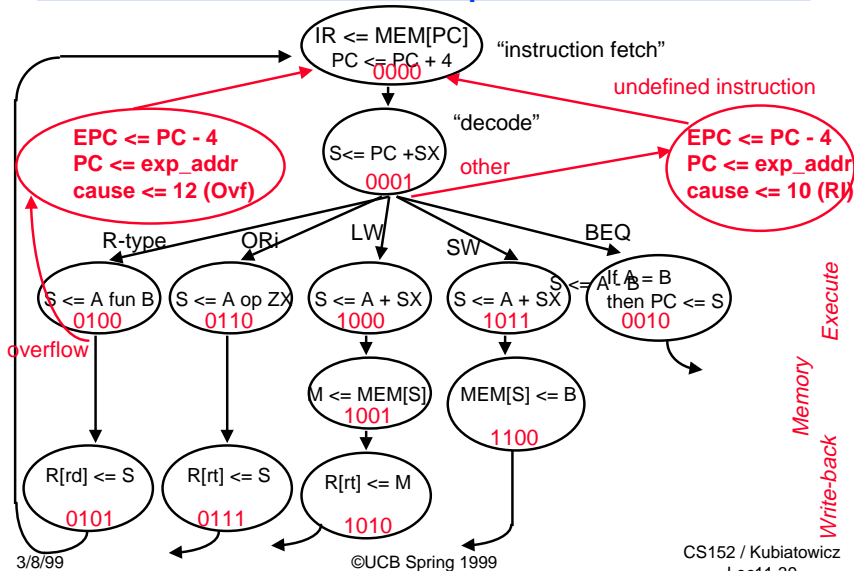 IR <= MEM[PC]
PC <= PC + 4
0000
"instruction fetch"
undefined instruction
EPC <= PC - 4
PC <= exp_addr
cause <= 12 (Ovf)
"decode"
S<= PC +SX
0001
other
EPC <= PC - 4
PC <= exp_addr
cause <= 10 (RI)
R-type
ORi
LW
SW
BEQ
S <= A fun B
0100
S <= A op ZX
0110
S <= A + SX
1000
S <= A + SX
1011
S <= A B
If A = B
then PC <= S
0010
Execute
overflow
M <= MEM[S]
1001
MEM[S] <= B
1100
Memory
R[rd] <= S
0101
R[rt] <= S
0111
R[rt] <= M
1010
Write-back
3/8/99
©UCB Spring 1999
CS152 / Kubiatowicz